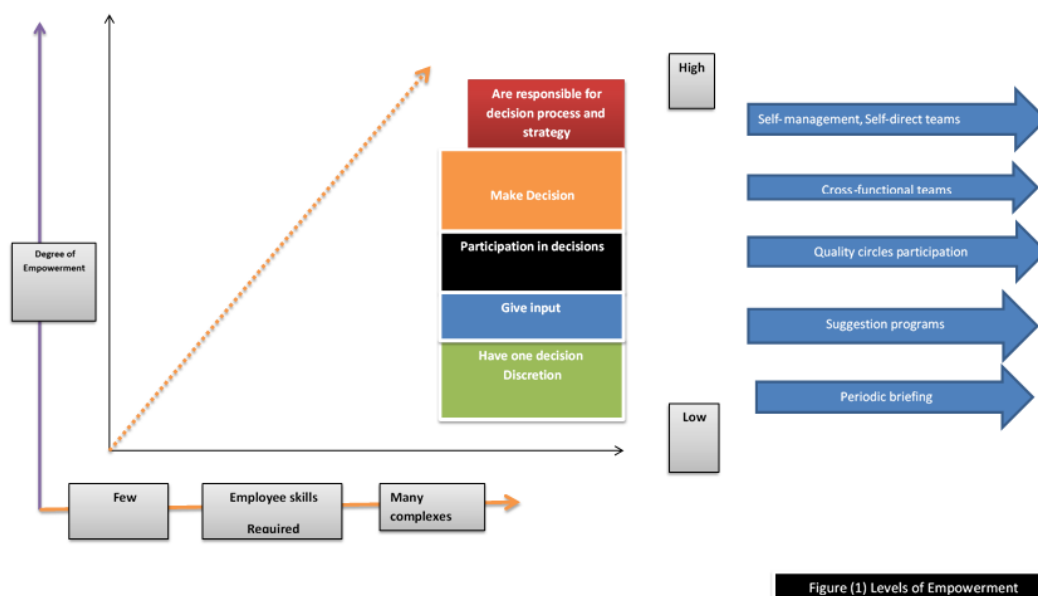 High
Are responsible for
decision process and
strategy
Self- management, Self-direct teams
Make Decision
Cross-functional teams
Participation in decisions
Quality circles participation
Degree of
Empowerment
Give input
Suggestion programs
Have one decision
Discretion
Periodic briefing
Low
Few
Employee skills
Required
Many
complexes
Figure (1) Levels of Empowerment